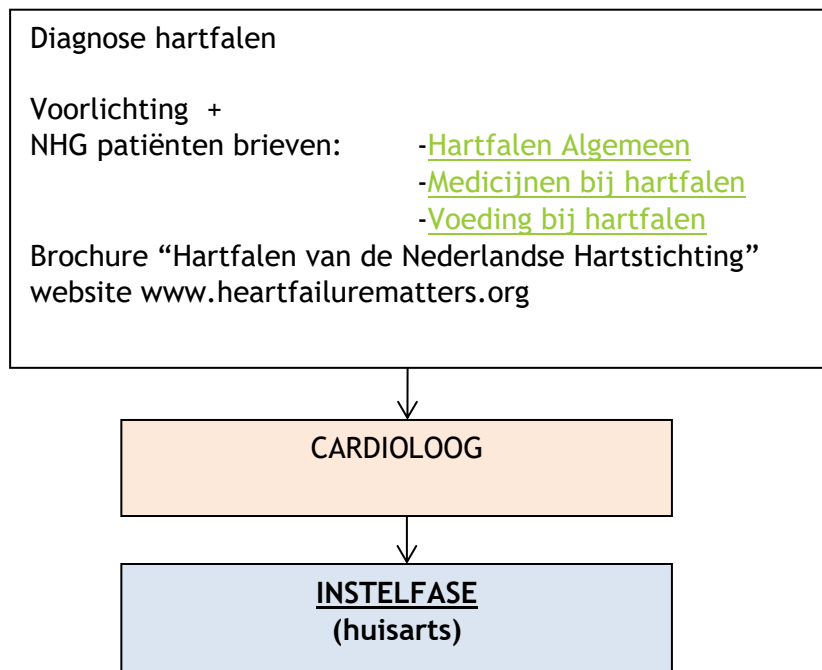 Diagnose hartfalen
Voorlichting +
NHG patiënten brieven: -Hartfalen Algemeen
-Medicijnen bij hartfalen
-Voeding bij hartfalen
Brochure “Hartfalen van de Nederlandse Hartstichting”
website www.heartfailurematters.org
CARDIOLOOG
INSTELFASE
(huisarts)